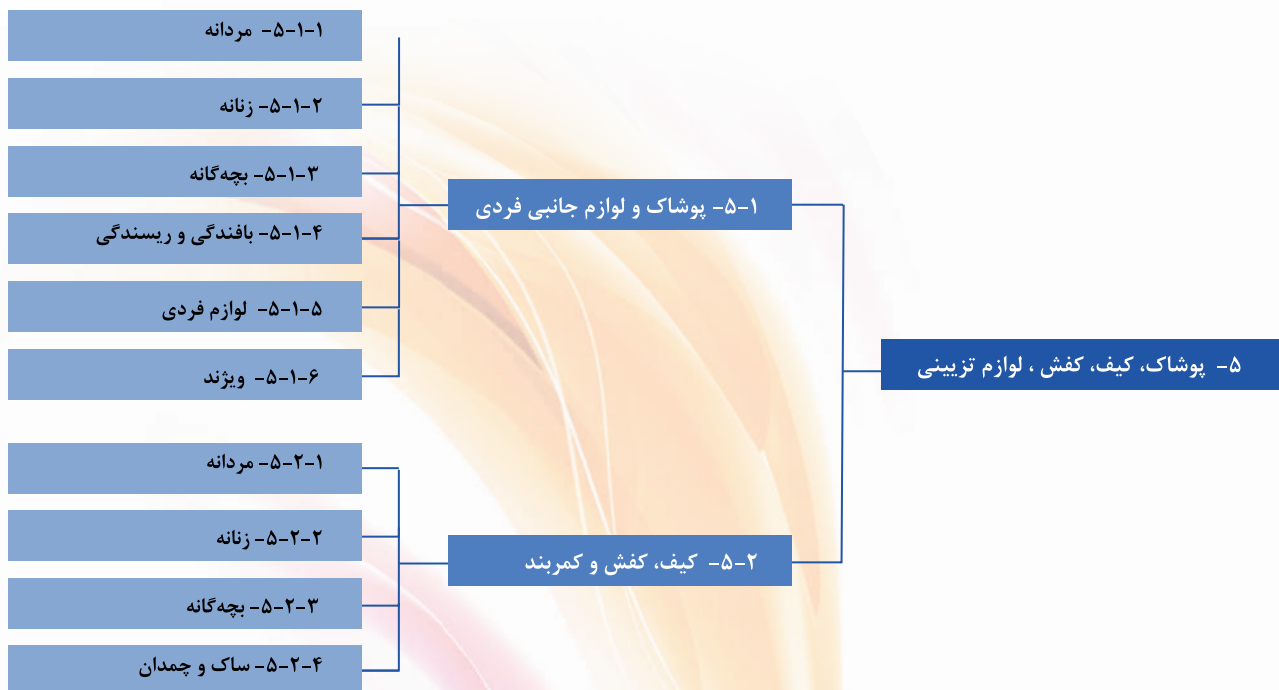 ۵- پوشاک، کیف، کفش ، لوازم تزیینی
۵-۱- پوشاک و لوازم جانبی فردی
۵-۱-۱- مردانه
۵-۱-۲- زنانه
۵-۱-۳- بچه‌گانه
۵-۱-۴- بافندگی و ریسندگی
۵-۱-۵- لوازم فردی
۵-۱-۶- ویژند
۵-۲- کیف، کفش و کمربند
۵-۲-۱- مردانه
۵-۲-۲- زنانه
۵-۲-۳- بچه‌گانه
۵-۲-۴- ساک و چمدان